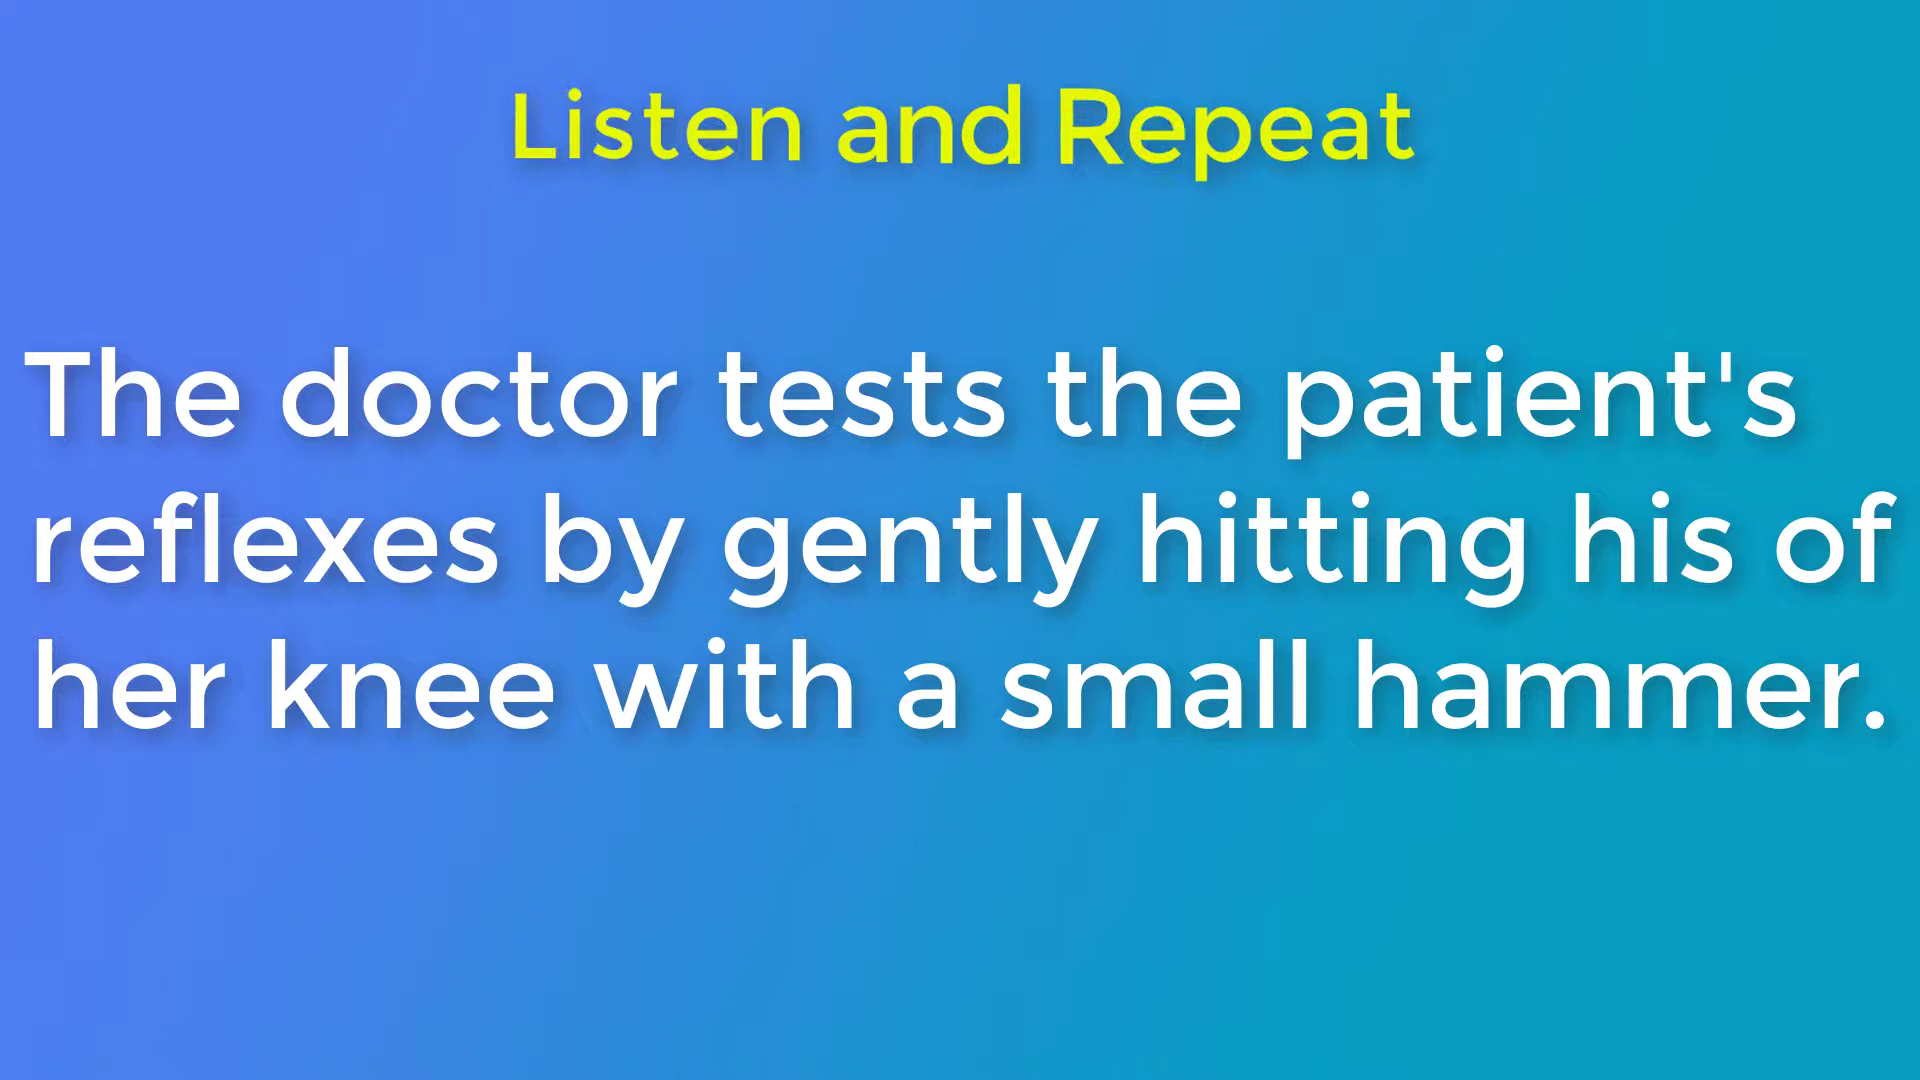 Listen and Repeat
The doctor tests the patient's
reflexes by gently hitting his of
her knee with a small hammer.